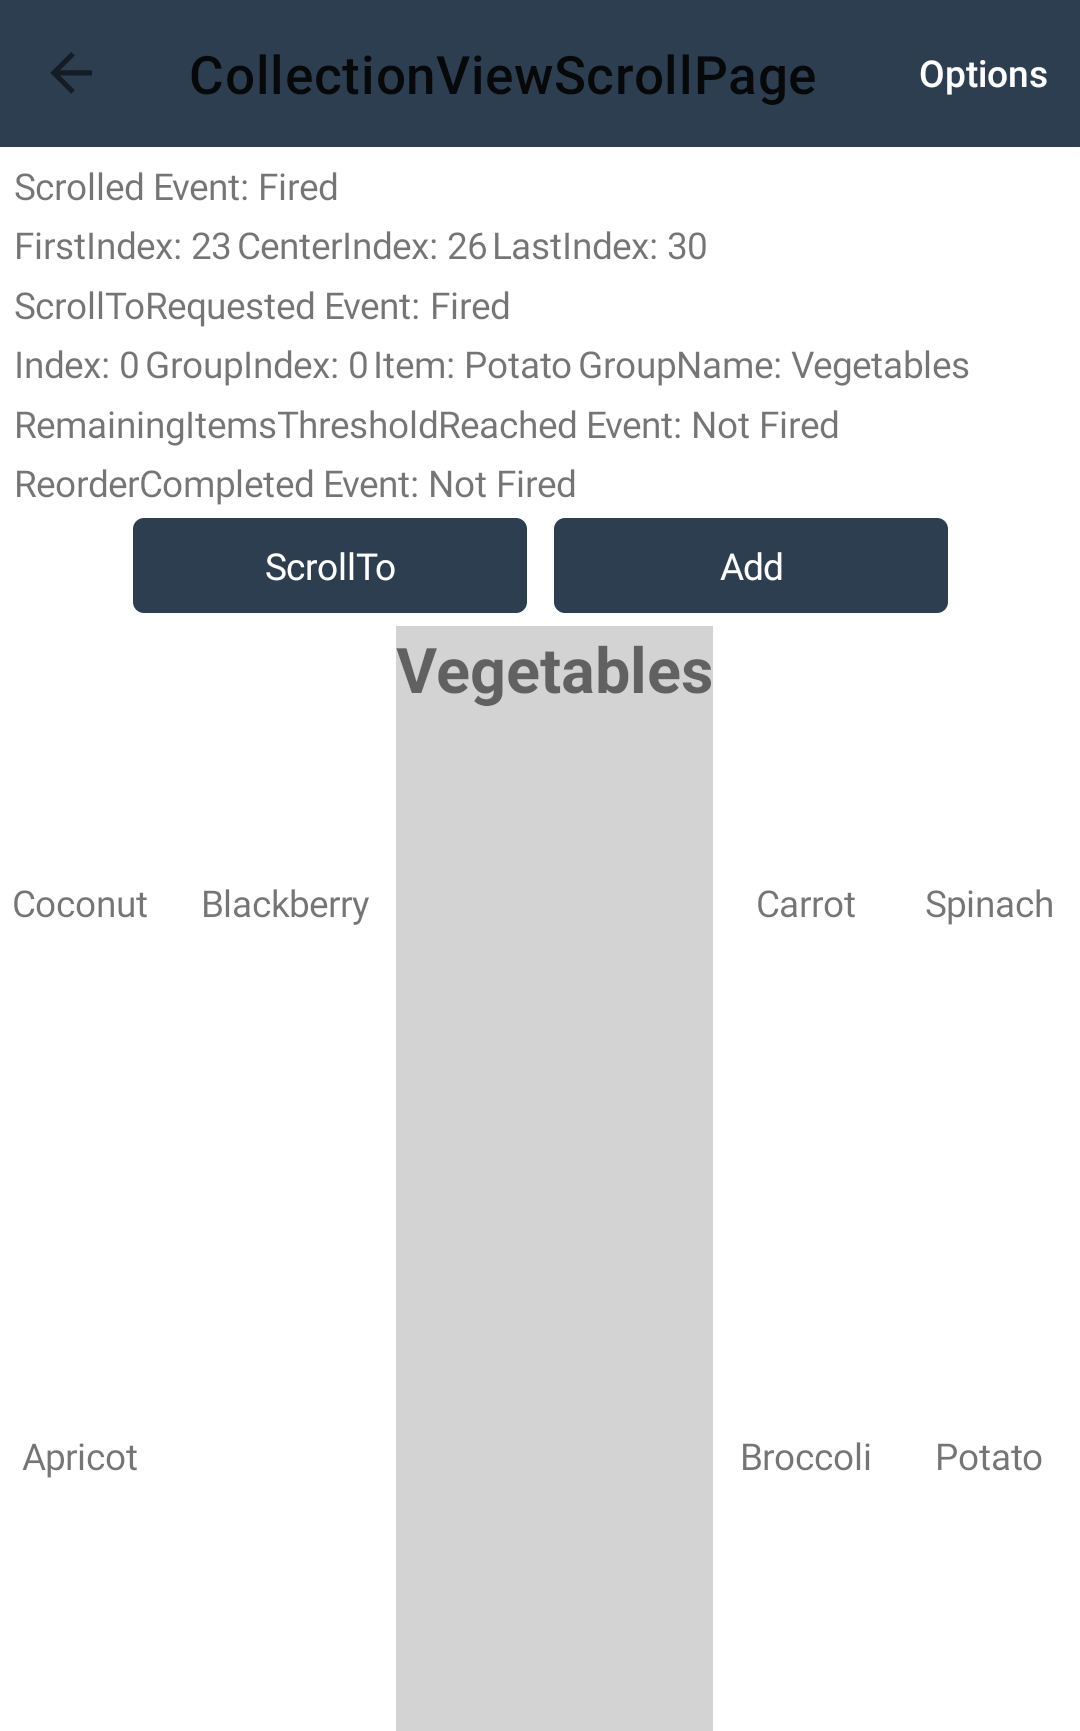 CollectionViewScrollPage Options
Scrolled Event: Fired
FirstIndex: 23 CenterIndex: 26 LastIndex: 30
ScrollToRequested Event: Fired
Index: 0 GroupIndex: 0 Item: Potato GroupName: Vegetables
RemainingItemsThresholdReached Event: Not Fired
ReorderCompleted Event: Not Fired
ScrollTo Add
Vegetables
Coconut Blackberry Carrot Spinach
Apricot Broccoli Potato